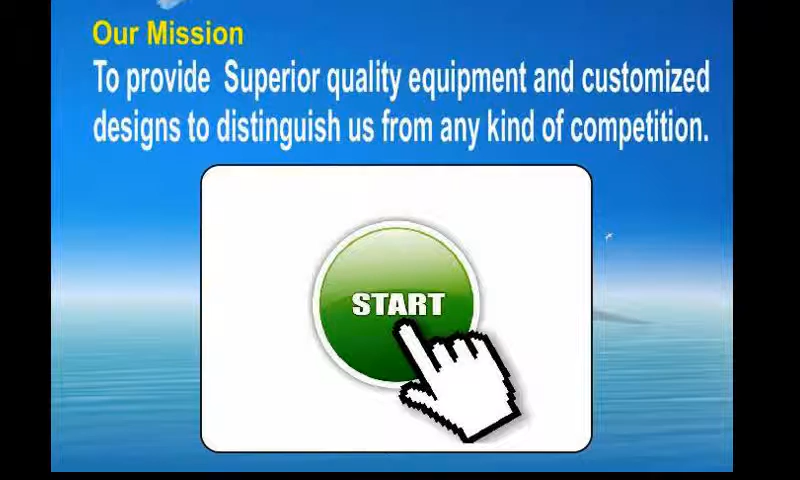 Our Mission
To provide  Superior quality equipment and customized
designs to distinguish us from any kind of competition.
START